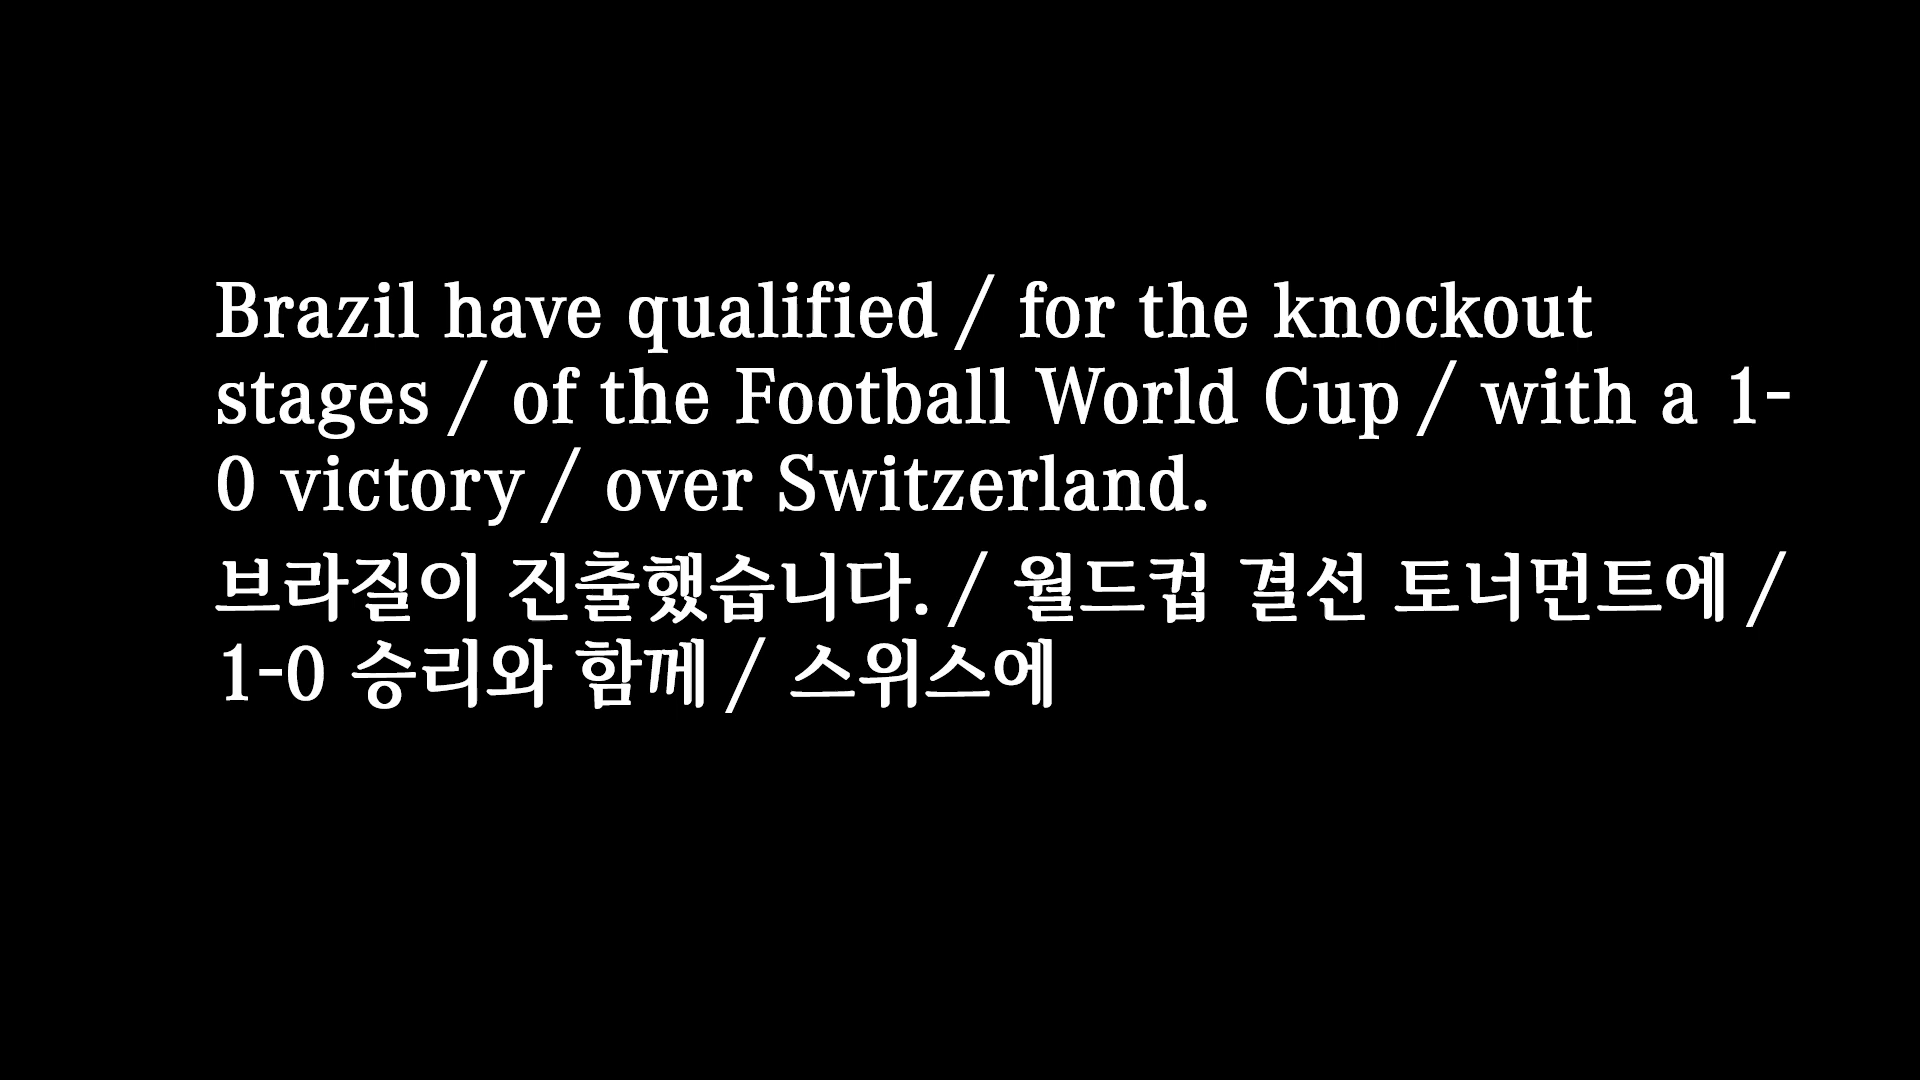 Brazil have qualified / for the knockout
stages / of the Football World Cup / with a 1-
0 victory / over Switzerland.
브라질이 진출했습니다. / 월드컵 결선 토너먼트에 /
1-0 승리와 함께 / 스위스에